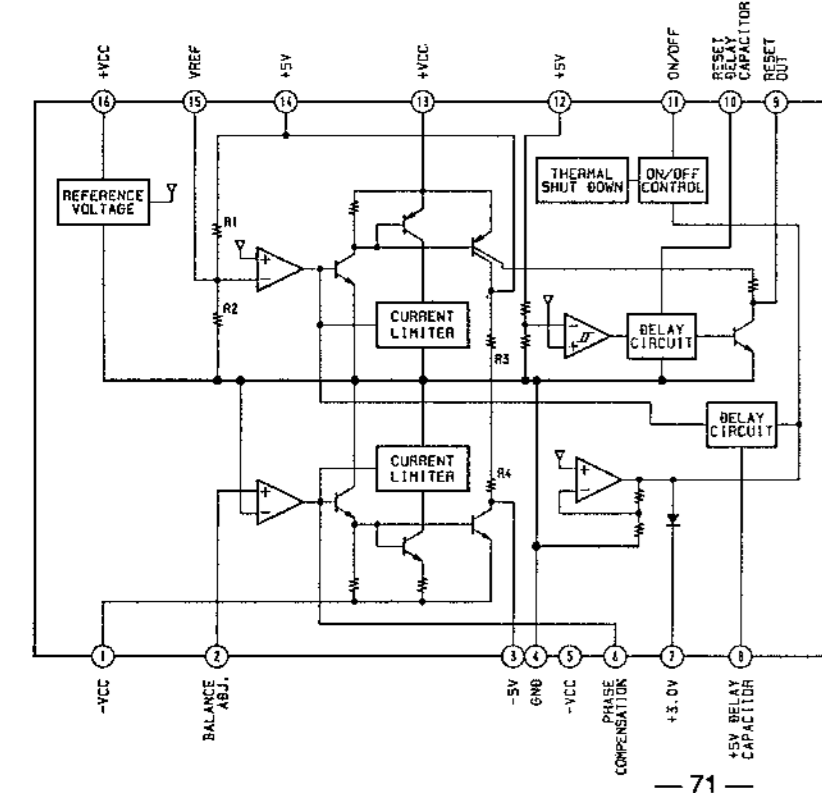 +VCC
VREF
+5V
+VCC
+5V
ON/OFF
RESET
DELAY
CAPACITOR
RESET
OUT
16
15
14
13
12
11
10
9
REFERENCE
VOLTAGE
THERMAL
SHUT DOWN
ON/OFF
CONTROL
R1
+
-
R2
CURRENT
LIMITER
R3
-
+
DELAY
CIRCUIT
DELAY
CIRCUIT
CURRENT
LIMITER
R4
+
-
+
-
1
2
3
4
5
6
7
8
-VCC
BALANCE
ADJ.
-5V
GND
-VCC
PHASE
COMPENSATION
+3.0V
+5V DELAY
CAPACITOR
— 71 —